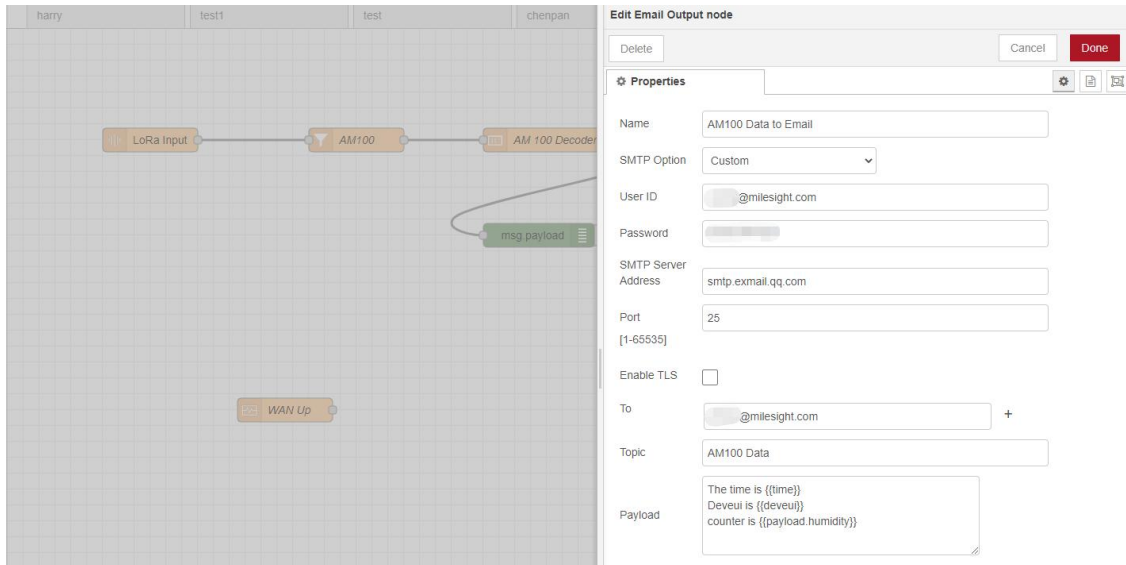 harry
test1
test
chenpan
LoRa Input
AM100
AM 100 Decoder
msg.payload
WAN Up
Edit Email Output node
Delete
Cancel
Done
Properties
Name
AM100 Data to Email
SMTP Option
Custom
User ID
@milesight.com
Password
SMTP Server
Address
smtp.exmail.qq.com
Port
25
[1-65535]
Enable TLS
To
@milesight.com
+
Topic
AM100 Data
Payload
The time is {{time}}
Deveui is {{deveui}}
counter is {{payload.humidity}}